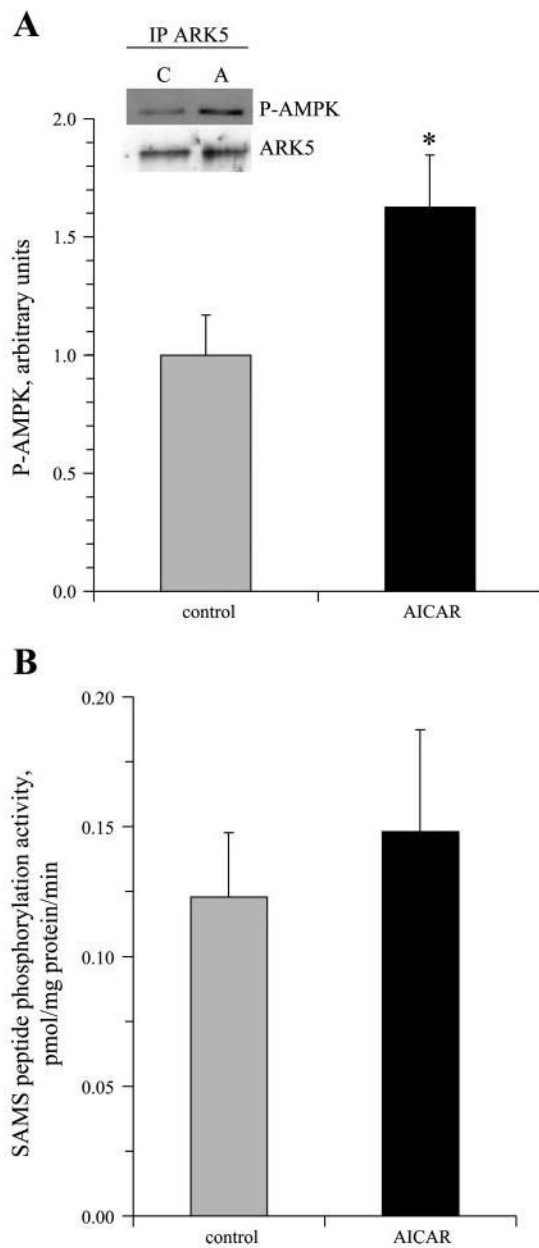 A
IP ARK5
C A
P-AMPK
ARK5
*
P-AMPK, arbitrary units
2.0
1.5
1.0
0.5
0.0
control AICAR
B
SAMS peptide phosphorylation activity,
pmol/mg protein/min
0.20
0.15
0.10
0.05
0.00
control AICAR